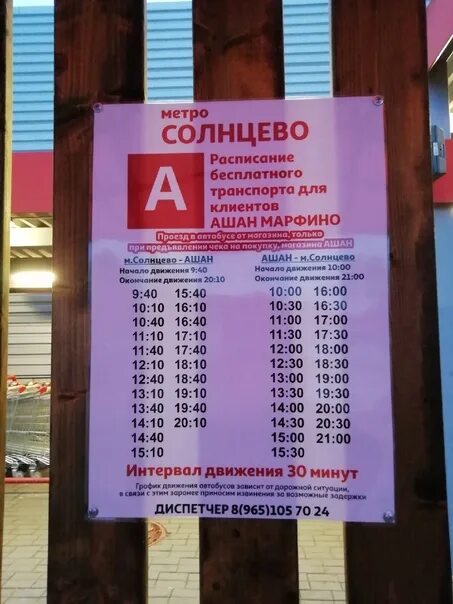 метро
СОЛНЦЕВО
А
Расписание
бесплатного
транспорта для
клиентов
АШАН МАРФИНО
Проезд в автобусе от магазина, только
при предъявлении чека на покупку, магазина АШАН
м.Солнцево - АШАН
Начало движения 9:40
Окончание движения 20:10
9:40 15:40
10:10 16:10
10:40 16:40
11:10 17:10
11:40 17:40
12:10 18:10
12:40 18:40
13:10 19:10
13:40 19:40
14:10 20:10
14:40
15:10
АШАН - м.Солнцево
Начало движения 10:00
Окончание движения 21:00
10:00 16:00
10:30 16:30
11:00 17:00
11:30 17:30
12:00 18:00
12:30 18:30
13:00 19:00
13:30 19:30
14:00 20:00
14:30 20:30
15:00 21:00
15:30
Интервал движения 30 минут
График движения автобусов зависит от дорожной ситуации,
в связи с этим заранее приносим извинения за возможные задержки
ДИСПЕТЧЕР 8(965)105 70 24